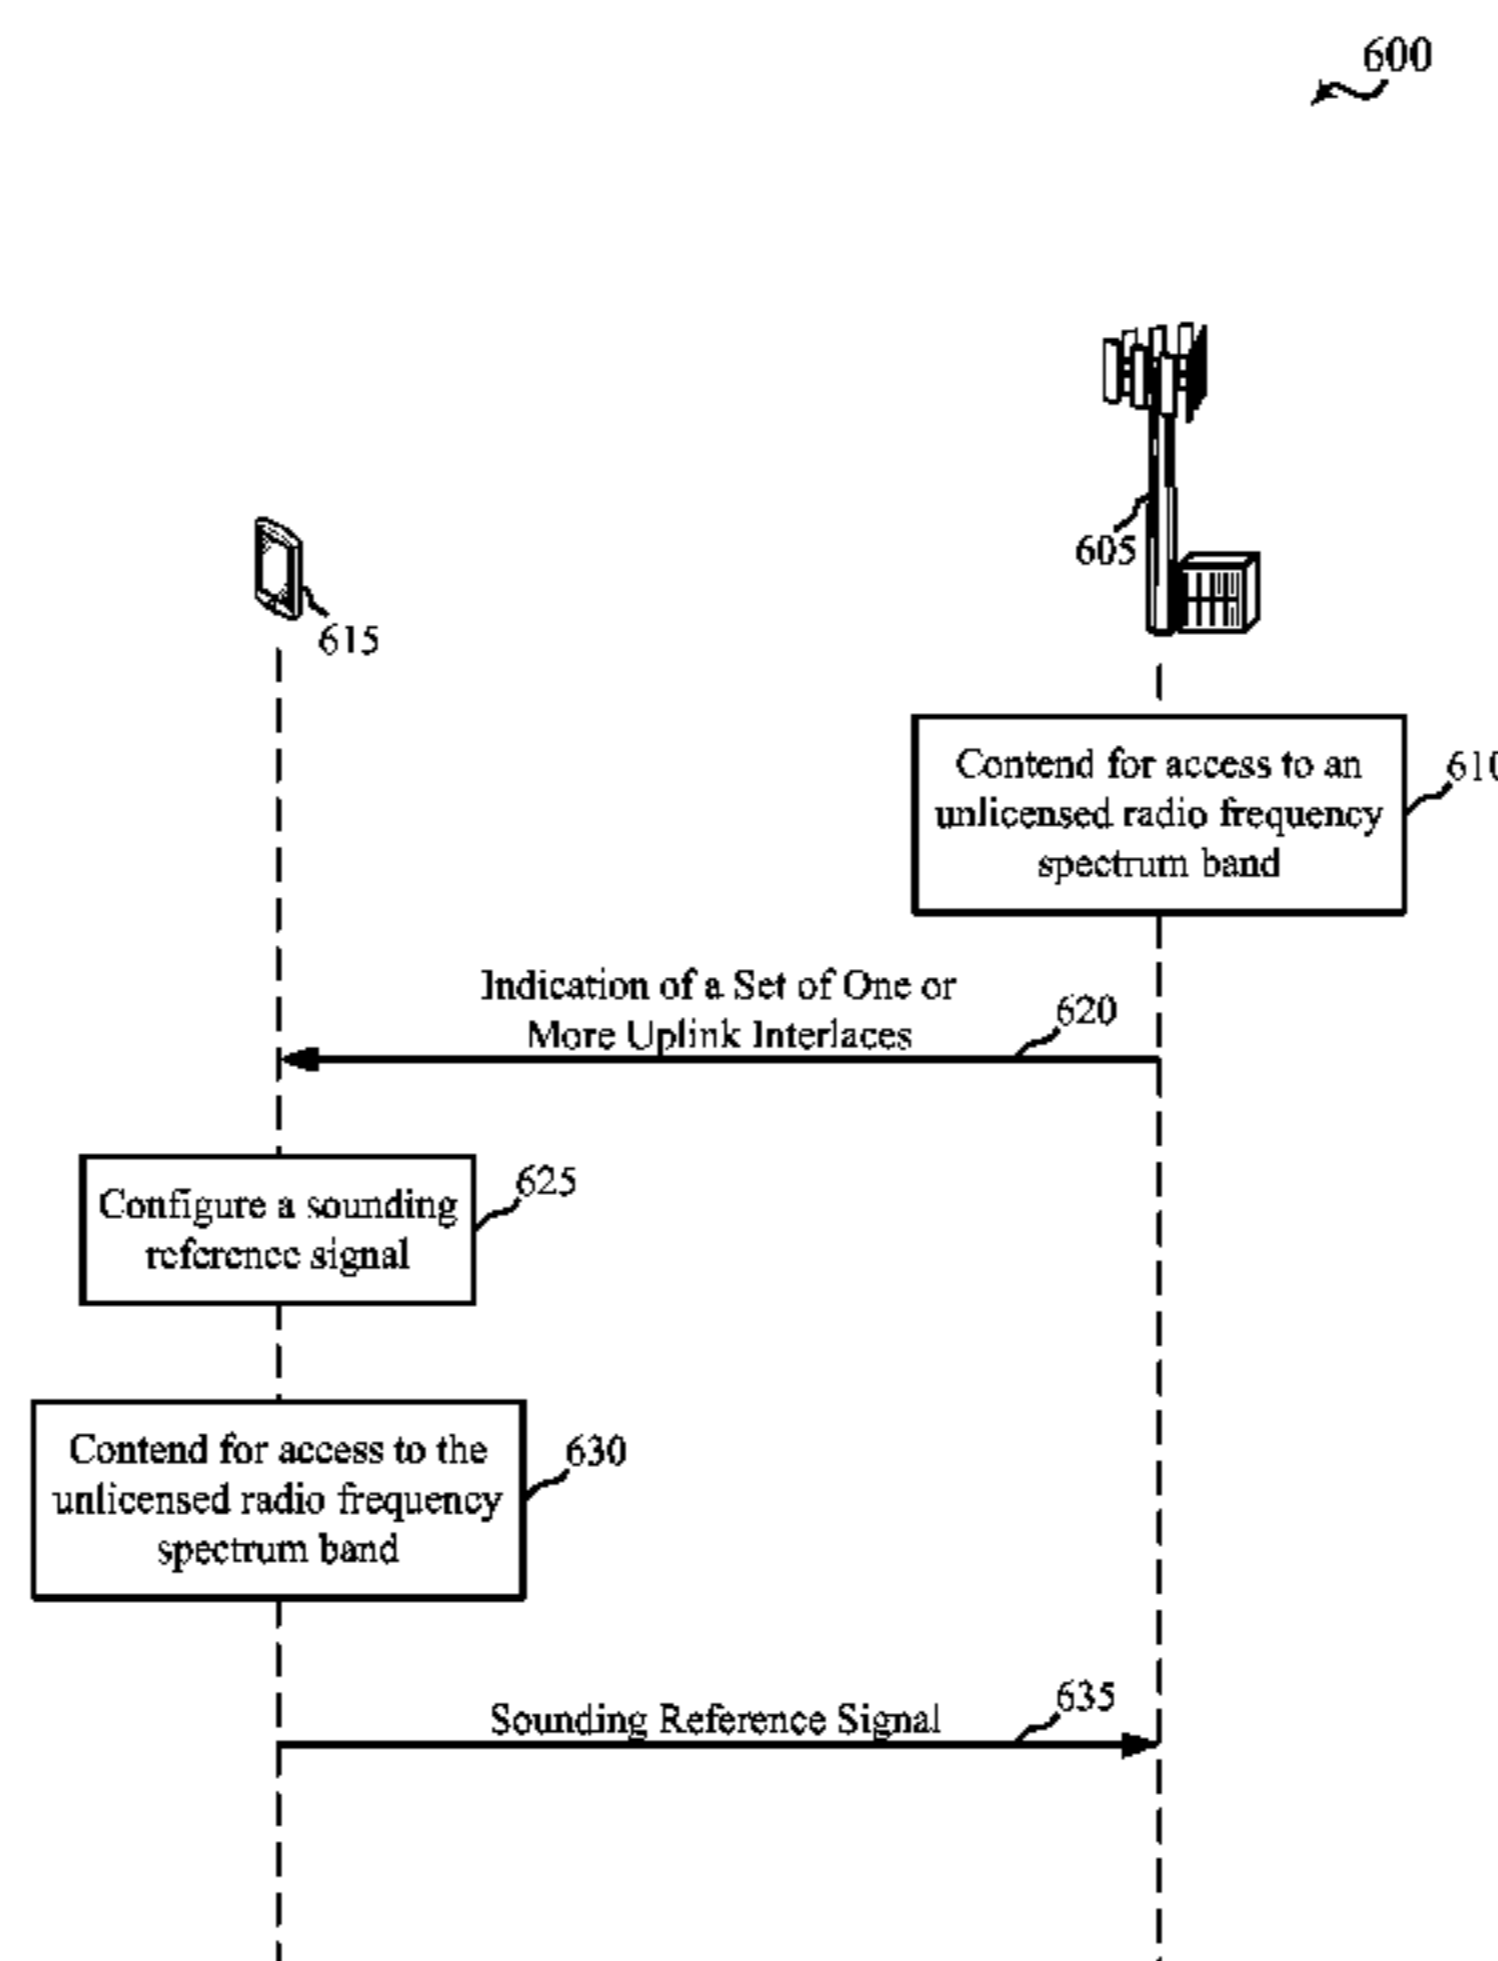 600
605
615
Contend for access to an
unlicensed radio frequency
spectrum band
610
Indication of a Set of One or
More Uplink Interlaces
620
Configure a sounding
reference signal
625
Contend for access to the
unlicensed radio frequency
spectrum band
630
Sounding Reference Signal
635